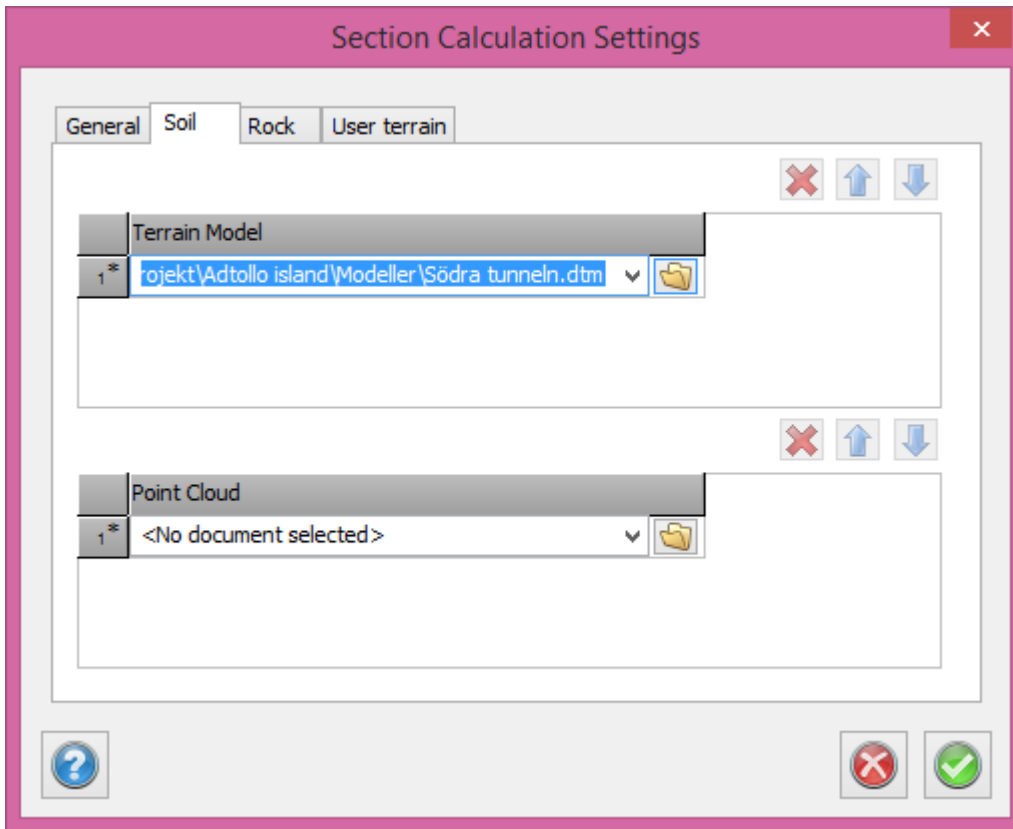 Section Calculation Settings
General Soil Rock User terrain
Terrain Model
1* rojekt\Adtollo island\Modeller\Södra tunneln.dtm
Point Cloud
1* <No document selected>